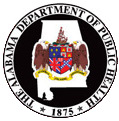 THE ALABAMA DEPARTMENT OF PUBLIC HEALTH
1875